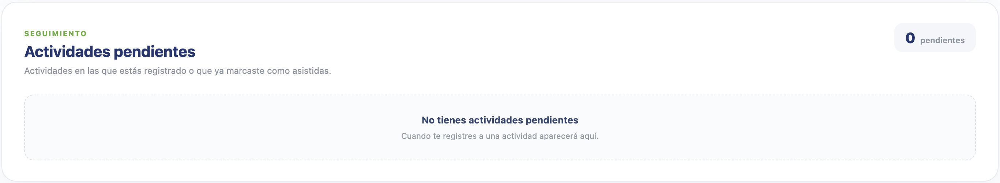 SEGUIMIENTO
Actividades pendientes
Actividades en las que estás registrado o que ya marcaste como asistidas.
0 pendientes
No tienes actividades pendientes
Cuando te registres a una actividad aparecerá aquí.